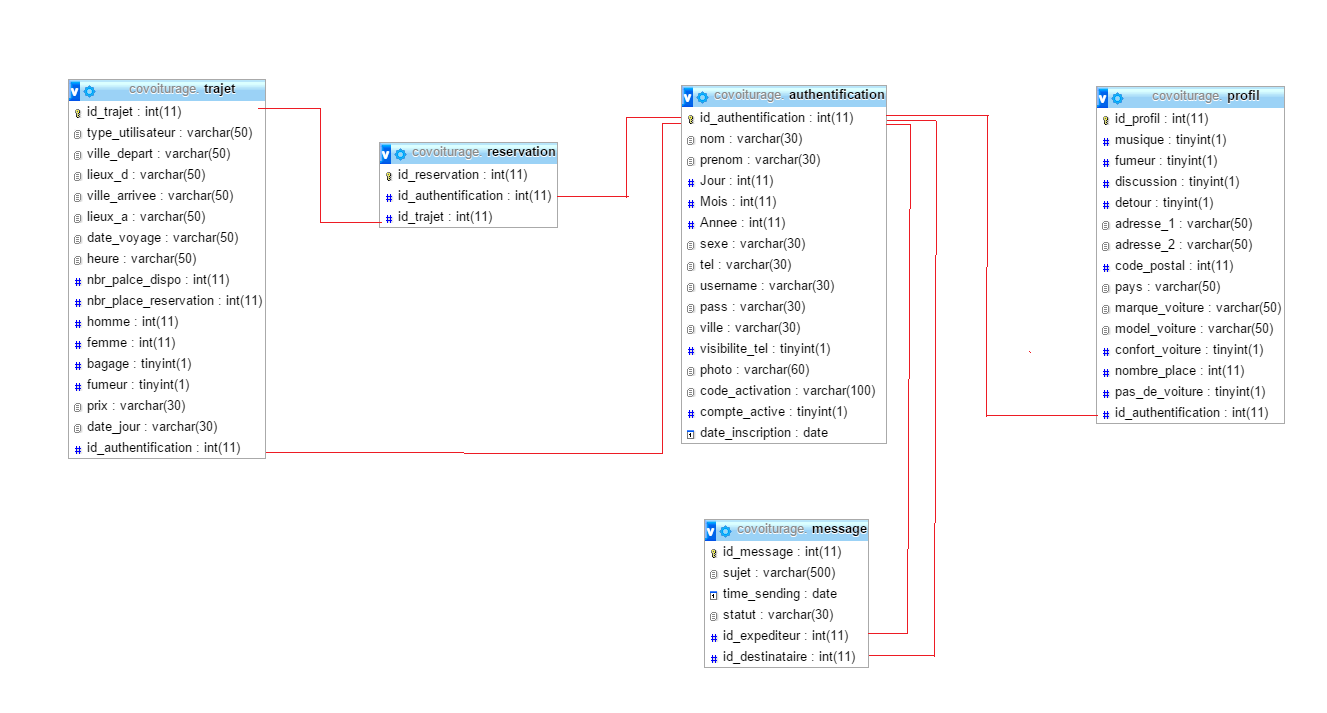 covoiturage. trajet
id_trajet : int(11)
type_utilisateur : varchar(50)
ville_depart : varchar(50)
lieux_d : varchar(50)
ville_arrivee : varchar(50)
lieux_a : varchar(50)
date_voyage : varchar(50)
heure : varchar(50)
nbr_palce_dispo : int(11)
nbr_place_reservation : int(11)
homme : int(11)
femme : int(11)
bagage : tinyint(1)
fumeur : tinyint(1)
prix : varchar(30)
date_jour : varchar(30)
id_authentification : int(11)
covoiturage. reservation
id_reservation : int(11)
id_authentification : int(11)
id_trajet : int(11)
covoiturage. authentification
id_authentification : int(11)
nom : varchar(30)
prenom : varchar(30)
Jour : int(11)
Mois : int(11)
Annee : int(11)
sexe : varchar(30)
tel : varchar(30)
username : varchar(30)
pass : varchar(30)
ville : varchar(30)
visibilite_tel : tinyint(1)
photo : varchar(60)
code_activation : varchar(100)
compte_active : tinyint(1)
date_inscription : date
covoiturage. profil
id_profil : int(11)
musique : tinyint(1)
fumeur : tinyint(1)
discussion : tinyint(1)
detour : tinyint(1)
adresse_1 : varchar(50)
adresse_2 : varchar(50)
code_postal : int(11)
pays : varchar(50)
marque_voiture : varchar(50)
model_voiture : varchar(50)
confort_voiture : tinyint(1)
nombre_place : int(11)
pas_de_voiture : tinyint(1)
id_authentification : int(11)
covoiturage. message
id_message : int(11)
sujet : varchar(500)
time_sending : date
statut : varchar(30)
id_expediteur : int(11)
id_destinataire : int(11)